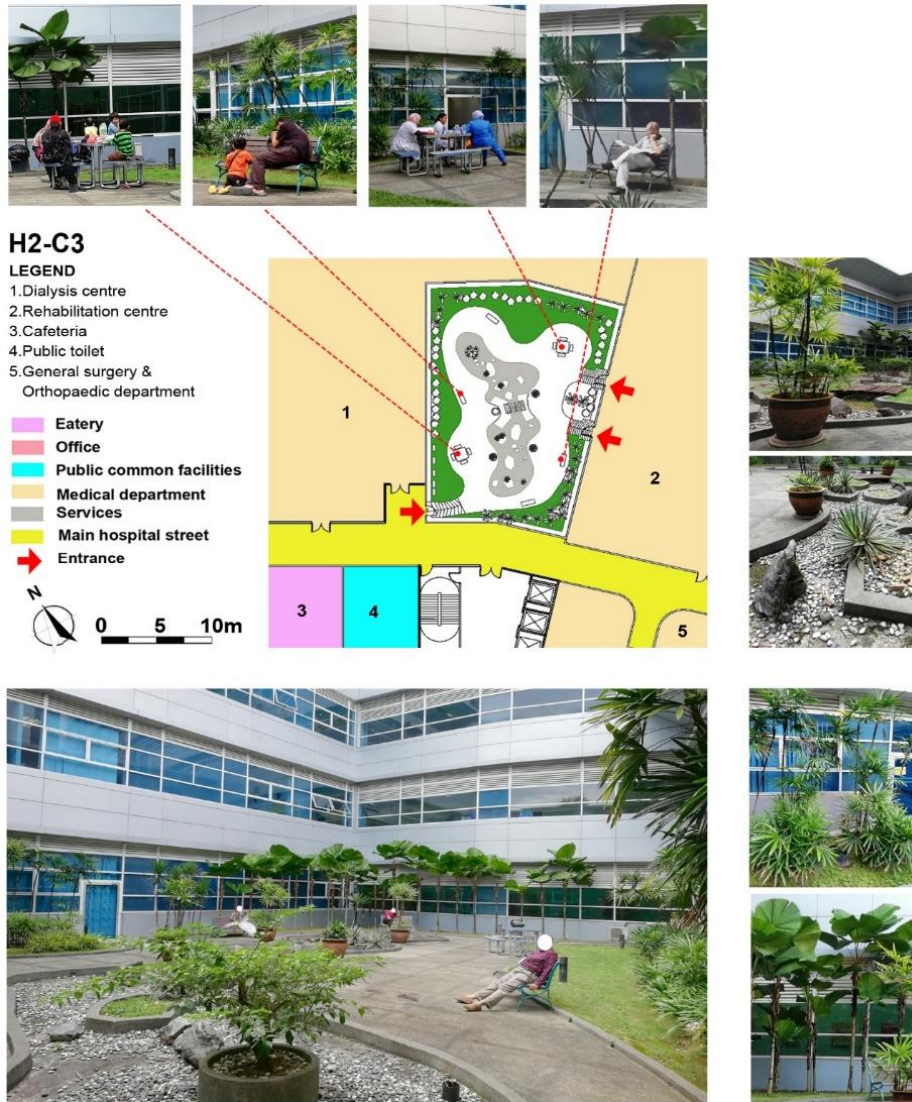 H2-C3
LEGEND
1.Dialysis centre
2.Rehabilitation centre
3.Cafeteria
4.Public toilet
5.General surgery &
Orthopaedic department
Eatery
Office
Public common facilities
Medical department
Services
Main hospital street
Entrance
N
0 5 10m
1
2
3
4
5